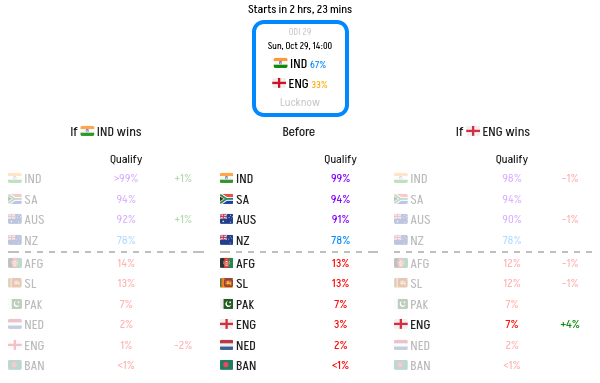 Starts in 2 hrs, 23 mins
ODI 29
Sun, Oct 29, 14:00
IND 67%
ENG 33%
Lucknow
If IND wins Before If ENG wins
Qualify Qualify Qualify
IND >99% +1% IND 99% IND 98% -1%
SA 94% SA 94% SA 94%
AUS 92% +1% AUS 91% AUS 90% -1%
NZ 78% NZ 78% NZ 78%
AFG 14% AFG 13% AFG 12% -1%
SL 13% SL 13% SL 12% -1%
PAK 7% PAK 7% PAK 7%
NED 2% ENG 3% ENG 7% +4%
ENG 1% -2% NED 2% NED 2%
BAN <1% BAN <1% BAN <1%